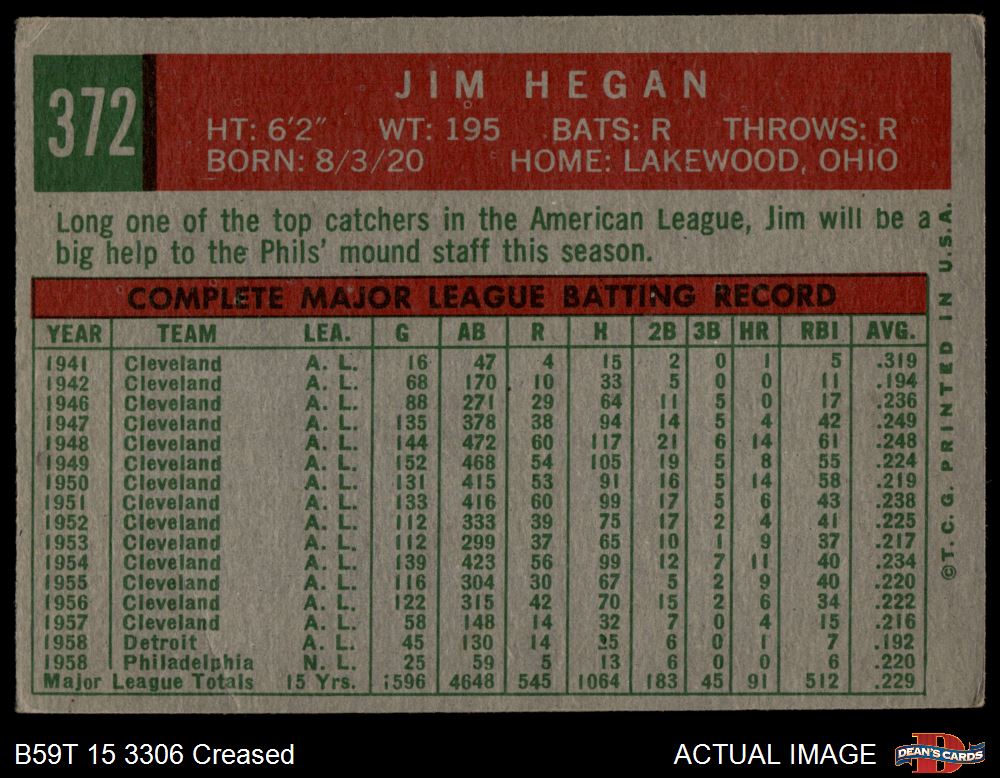 372
JIM HEGAN
HT: 6'2" WT: 195 BATS: R THROWS: R
BORN: 8/3/20 HOME: LAKEWOOD, OHIO
Long one of the top catchers in the American League, Jim will be a
big help to the Phils' mound staff this season.
COMPLETE MAJOR LEAGUE BATTING RECORD
YEAR TEAM LEA. G AB R H 2B 3B HR RBI AVG.
1941 Cleveland A. L. 16 47 4 15 2 0 1 5 .319
1942 Cleveland A. L. 68 170 10 33 5 0 0 11 .194
1946 Cleveland A. L. 88 271 29 64 11 5 0 17 .236
1947 Cleveland A. L. 135 378 38 94 14 5 4 42 .249
1948 Cleveland A. L. 144 472 60 117 21 6 14 61 .248
1949 Cleveland A. L. 152 468 54 105 19 5 8 55 .224
1950 Cleveland A. L. 131 415 53 91 16 5 14 58 .219
1951 Cleveland A. L. 133 416 60 99 17 5 6 43 .238
1952 Cleveland A. L. 112 333 39 75 17 2 4 41 .225
1953 Cleveland A. L. 112 299 37 65 10 1 9 37 .217
1954 Cleveland A. L. 139 423 56 99 12 7 11 40 .234
1955 Cleveland A. L. 116 304 30 67 5 2 9 40 .220
1956 Cleveland A. L. 122 315 42 70 15 2 6 34 .222
1957 Cleveland A. L. 58 148 14 32 7 0 4 15 .216
1958 Detroit A. L. 45 130 14 25 6 0 1 7 .192
1958 Philadelphia N. L. 25 59 5 13 6 0 0 6 .220
Major League Totals 15 Yrs. 1596 4648 545 1064 183 45 91 512 .229
©T. C. G. PRINTED IN U.S.A.
B59T 15 3306 Creased
ACTUAL IMAGE
DEAN'S CARDS